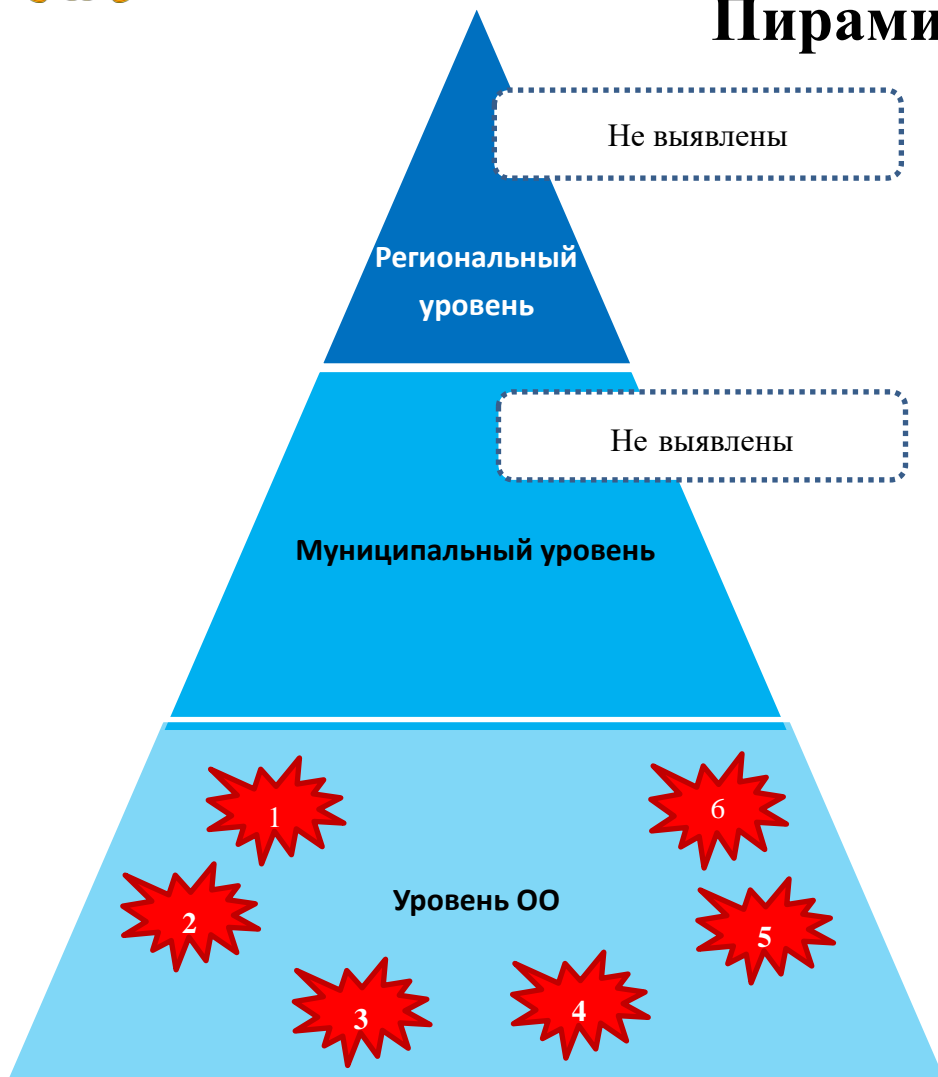 Пирами
Не выявлены
Региональный
уровень
Не выявлены
Муниципальный уровень
1
6
2
Уровень ОО
5
3
4